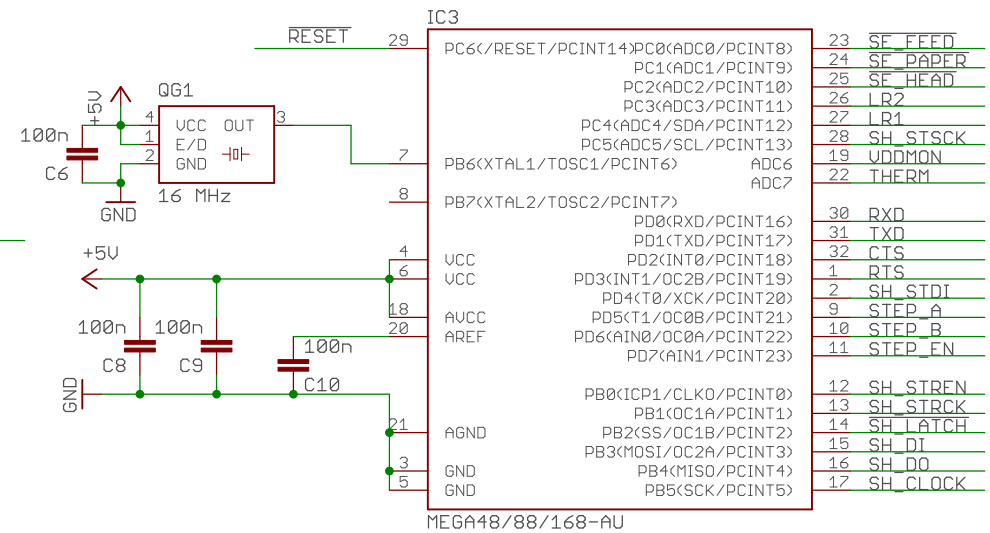 IC3
RESET
29
PC6(/RESET/PCINT14)
PC0(ADC0/PCINT8)
23
SE_FEED
PC1(ADC1/PCINT9)
24
SE_PAPER
PC2(ADC2/PCINT10)
25
SE_HEAD
PC3(ADC3/PCINT11)
26
LR2
PC4(ADC4/SDA/PCINT12)
27
LR1
PC5(ADC5/SCL/PCINT13)
28
SH_STSCK
ADC6
19
VDDMON
ADC7
22
THERM
QG1
+5V
4
VCC
OUT
3
1
E/D
2
GND
100n
C6
16 MHz
GND
7
PB6(XTAL1/TOSC1/PCINT6)
8
PB7(XTAL2/TOSC2/PCINT7)
PD0(RXD/PCINT16)
30
RXD
PD1(TXD/PCINT17)
31
TXD
PD2(INT0/PCINT18)
32
CTS
PD3(INT1/OC2B/PCINT19)
1
RTS
PD4(T0/XCK/PCINT20)
2
SH_STDI
PD5(T1/OC0B/PCINT21)
9
STEP_A
PD6(AIN0/OC0A/PCINT22)
10
STEP_B
PD7(AIN1/PCINT23)
11
STEP_EN
+5V
4
VCC
6
VCC
18
AVCC
20
AREF
100n
C8
100n
C9
100n
C10
GND
21
AGND
3
GND
5
GND
PB0(ICP1/CLKO/PCINT0)
12
SH_STREN
PB1(OC1A/PCINT1)
13
SH_STRCK
PB2(SS/OC1B/PCINT2)
14
SH_LATCH
PB3(MOSI/OC2A/PCINT3)
15
SH_DI
PB4(MISO/PCINT4)
16
SH_DO
PB5(SCK/PCINT5)
17
SH_CLOCK
MEGA48/88/168-AU